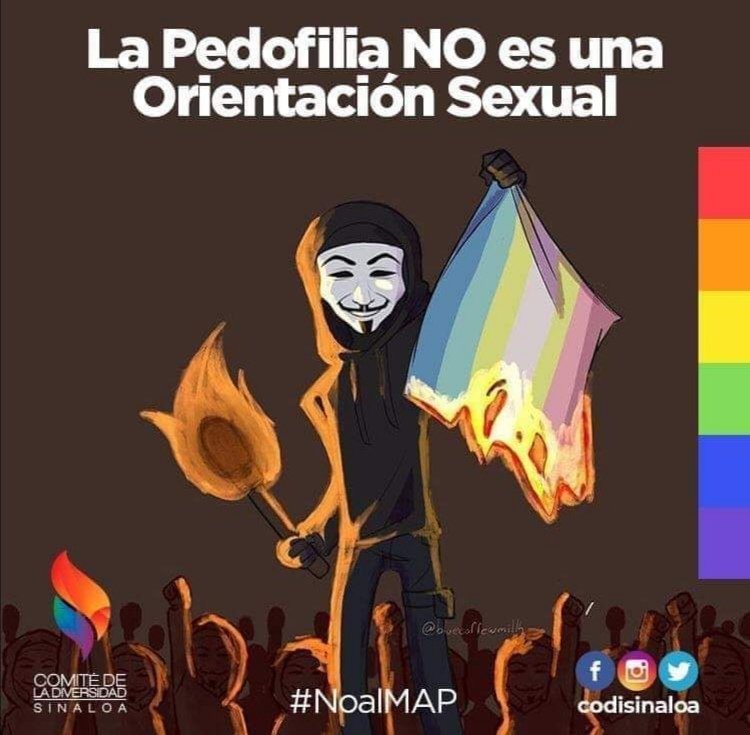 La Pedofilia NO es una
Orientación Sexual
COMITÉ DE
LA DIVERSIDAD
SINALOA
#NoalMAP
f
codisinaloa